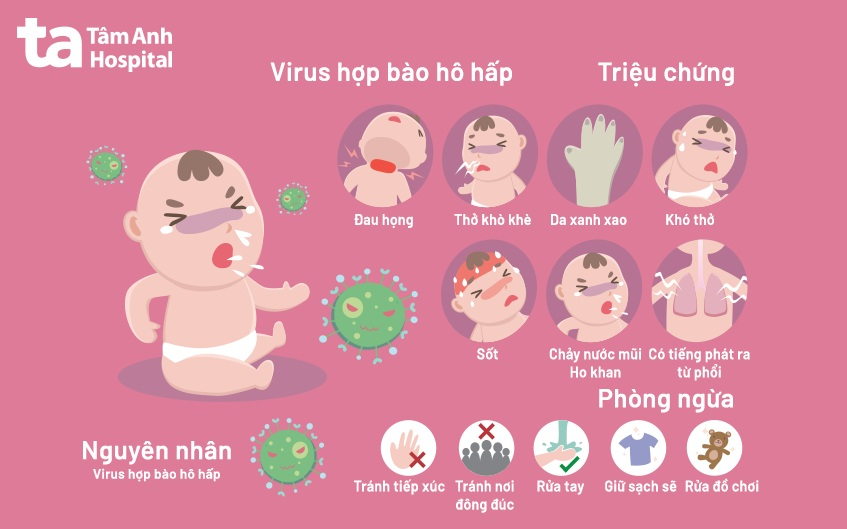 ta Tâm Anh
Hospital
Virus hợp bào hô hấp
Triệu chứng
Đau họng
Thở khò khè
Da xanh xao
Khó thở
Sốt
Chảy nước mũi
Ho khan
Có tiếng phát ra
từ phổi
Phòng ngừa
Nguyên nhân
Virus hợp bào hô hấp
Tránh tiếp xúc
Tránh nơi
đông đúc
Rửa tay
Giữ sạch sẽ
Rửa đồ chơi